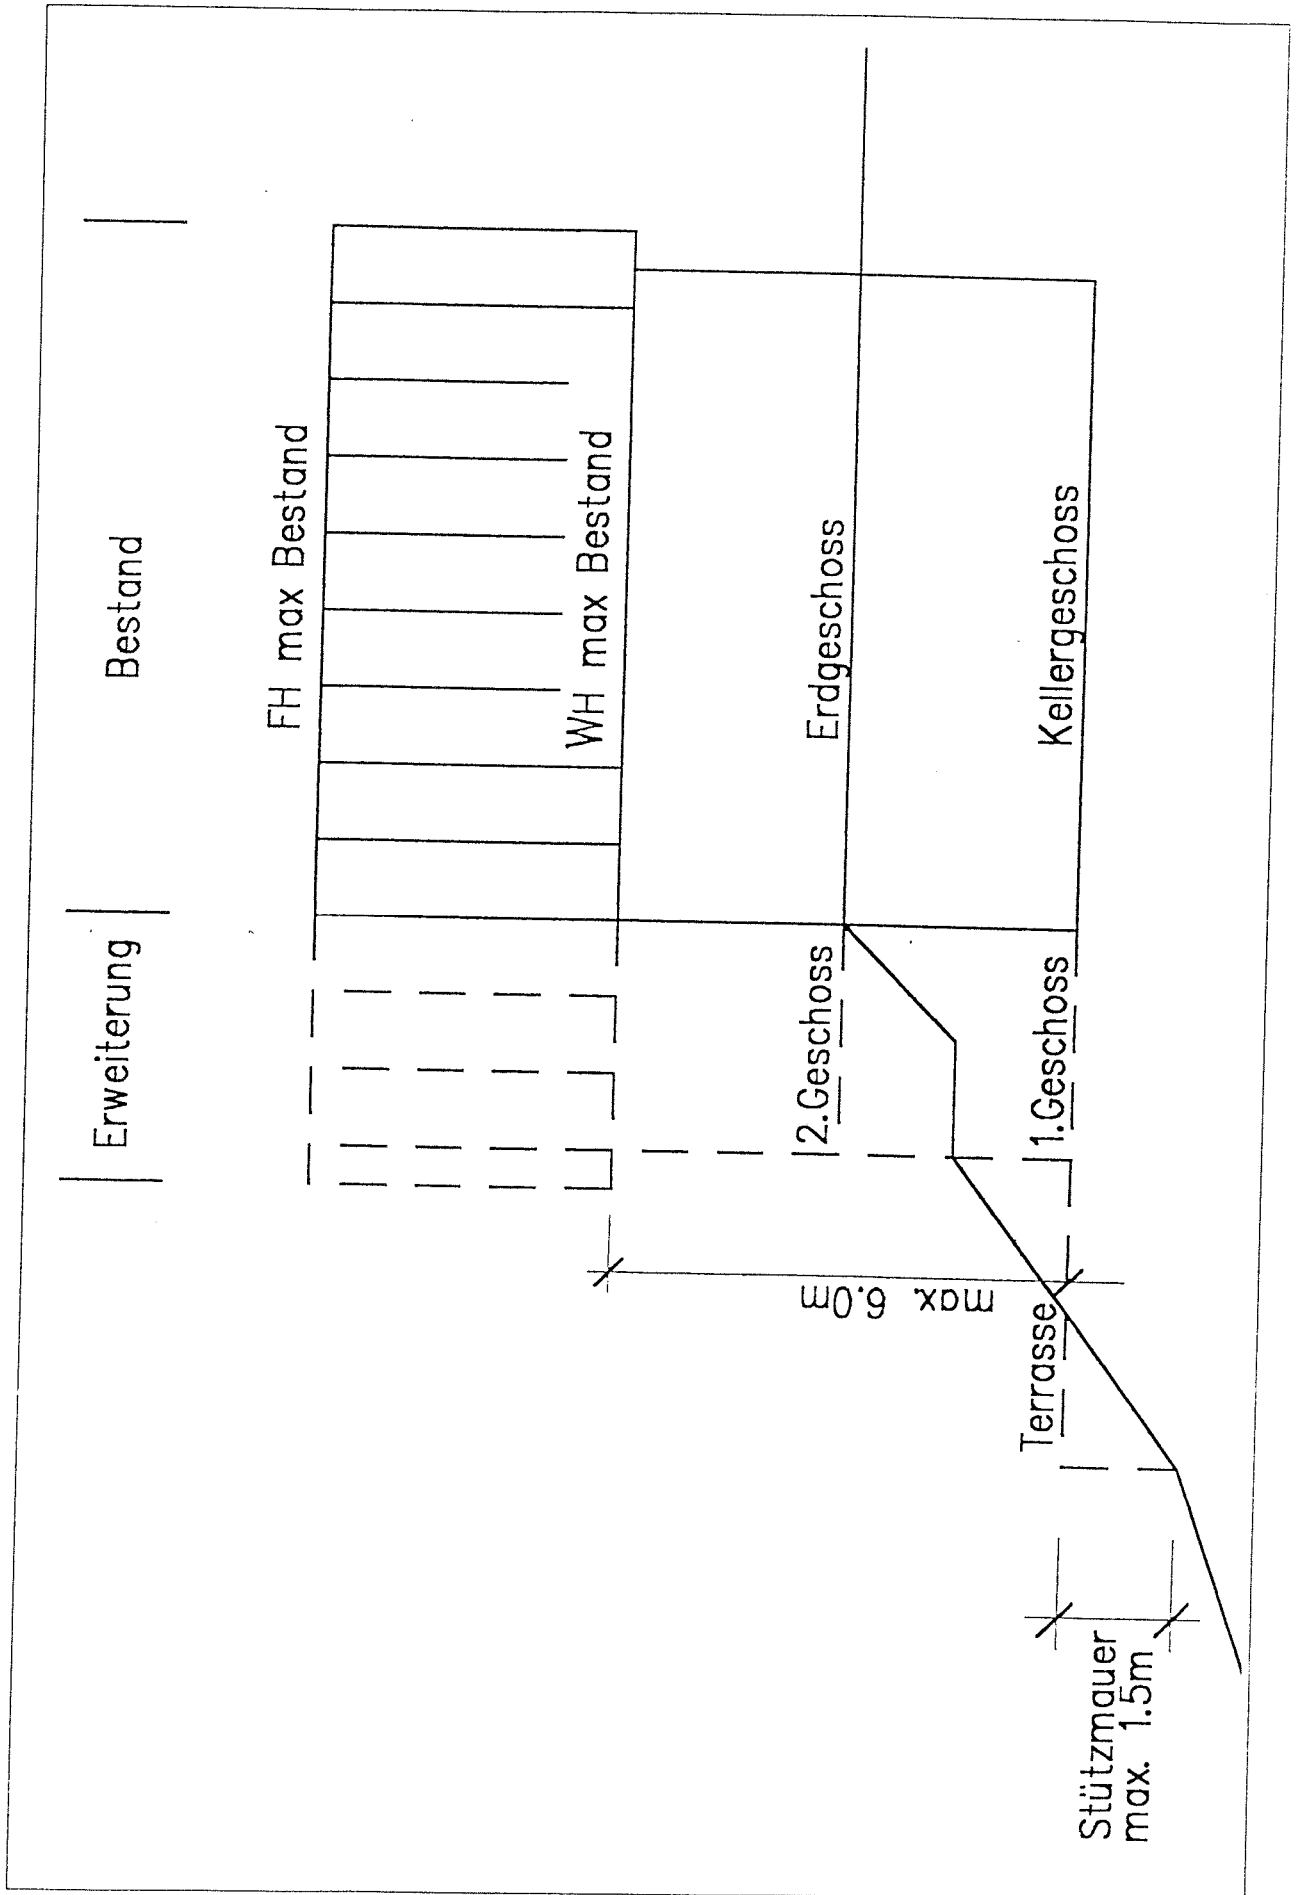 Erweiterung
Bestand
FH max Bestand
WH max Bestand
2.Geschoss
Erdgeschoss
max. 6.0m
1.Geschoss
Kellergeschoss
Terrasse
Stützmauer
max. 1.5m